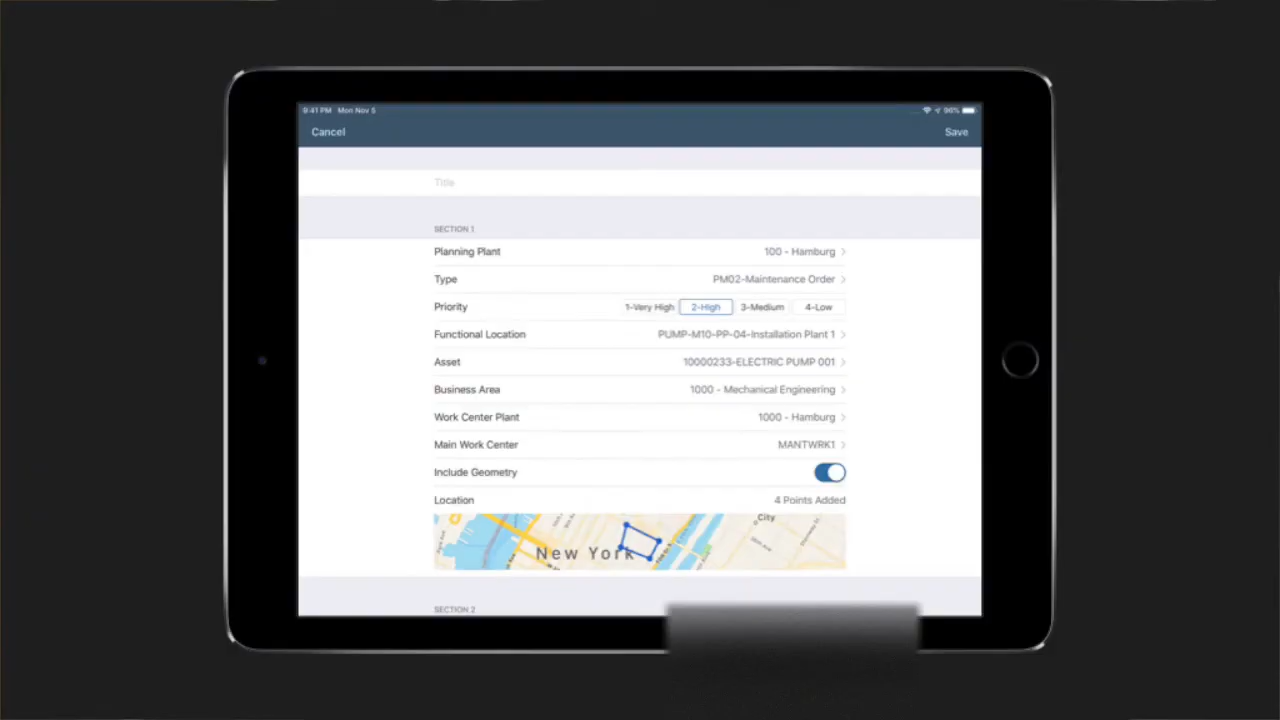 9:41 PM Mon Nov 5 96%
Cancel Save
Title
SECTION 1
Planning Plant 100 - Hamburg
Type PM02-Maintenance Order
Priority 1-Very High 2-High 3-Medium 4-Low
Functional Location PUMP-M10-PP-04-Installation Plant 1
Asset 10000233-ELECTRIC PUMP 001
Business Area 1000 - Mechanical Engineering
Work Center Plant 1000 - Hamburg
Main Work Center MANTWRK1
Include Geometry
Location 4 Points Added
City
New York
SECTION 2